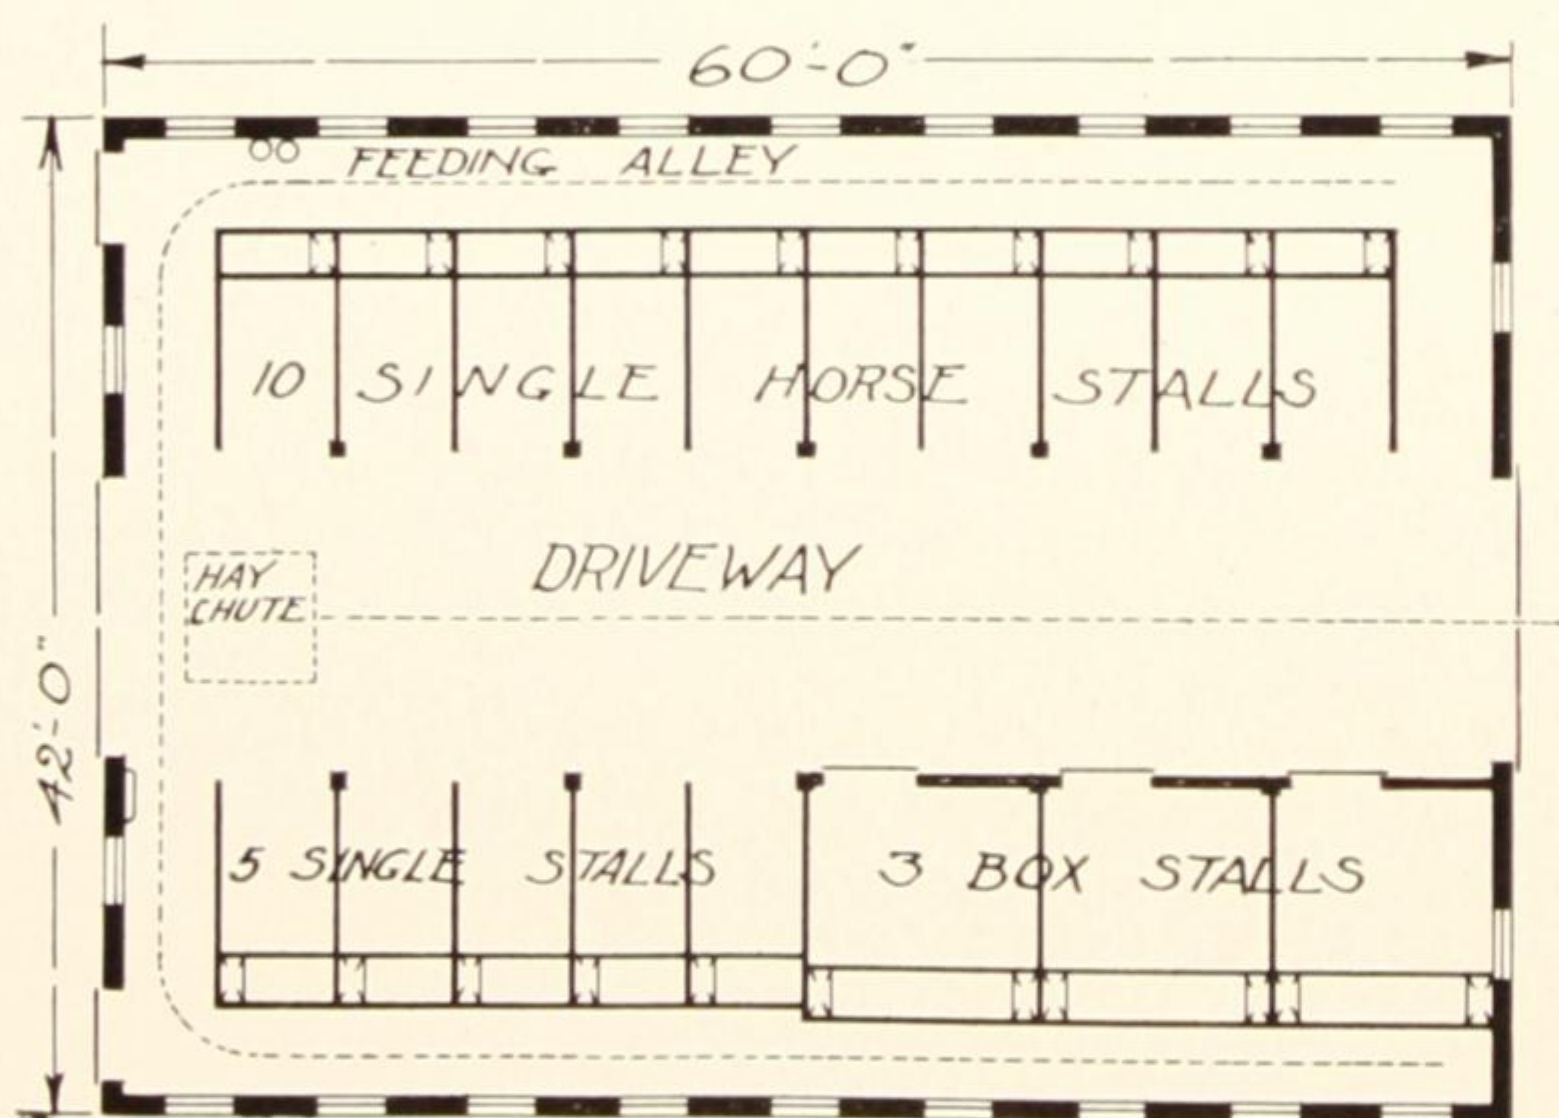 60'-0"
FEEDING ALLEY
10 SINGLE HORSE STALLS
DRIVEWAY
HAY
CHUTE
42'-0"
5 SINGLE STALLS
3 BOX STALLS